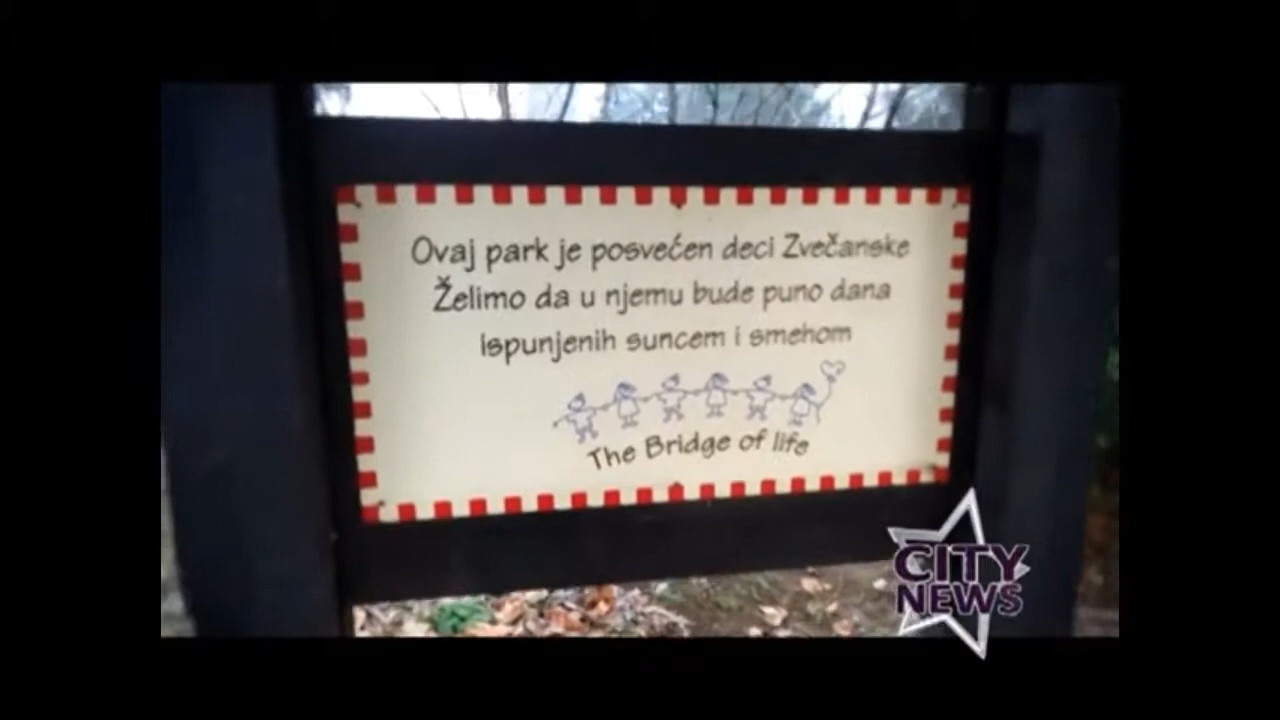 Ovaj park je posvećen deci Zvečanske
Želimo da u njemu bude puno dana
ispunjenih suncem i smehom
The Bridge of life
CITY
NEWS